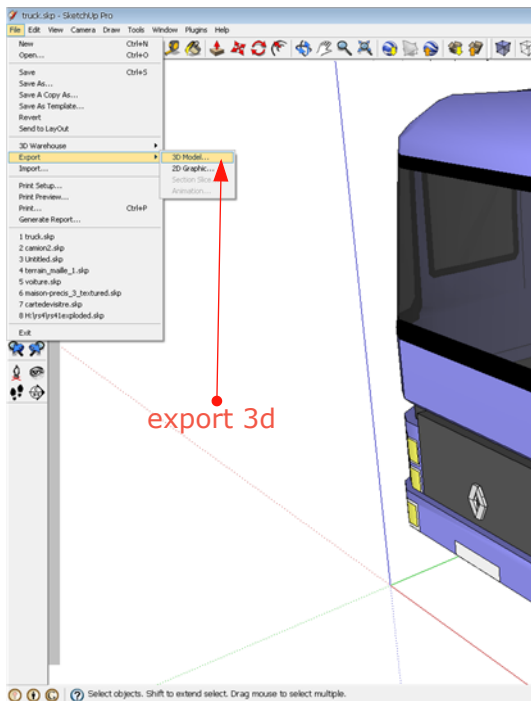 truck.skp - SketchUp Pro
File Edit View Camera Draw Tools Window Plugins Help
New Ctrl+N
Open... Ctrl+O
Save Ctrl+S
Save As...
Save A Copy As...
Save As Template...
Revert
Send to LayOut
3D Warehouse
Export
3D Model...
Import...
2D Graphic...
Section Slice
Animation...
Print Setup...
Print Preview...
Print... Ctrl+P
Generate Report...
1 truck.skp
2 camion2.skp
3 Untitled.skp
4 terrain_maille_1.skp
5 voiture.skp
6 maison-precis_3_textured.skp
7 cartedevisitre.skp
8 H:\rs4\rs41exploded.skp
Exit
export 3d
Select objects. Shift to extend select. Drag mouse to select multiple.